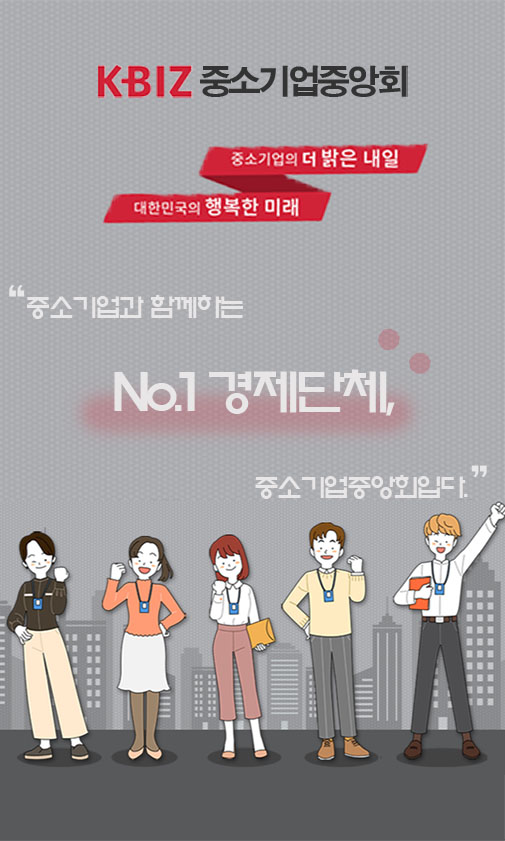 K-BIZ 중소기업중앙회
중소기업의 더 밝은 내일
대한민국의 행복한 미래
“중소기업과 함께하는
No.1 경제단체,
중소기업중앙회입다.”